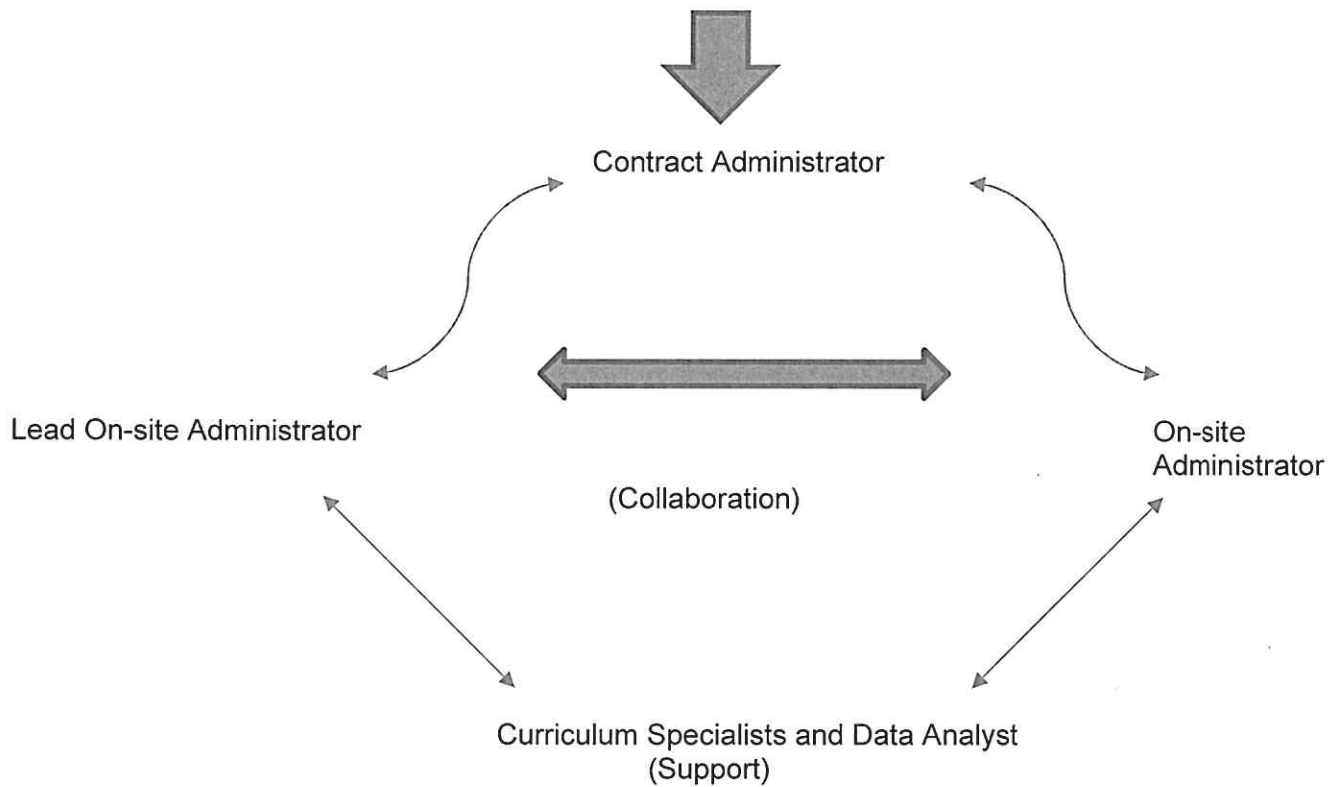 Contract Administrator
Lead On-site Administrator
On-site
Administrator
(Collaboration)
Curriculum Specialists and Data Analyst
(Support)